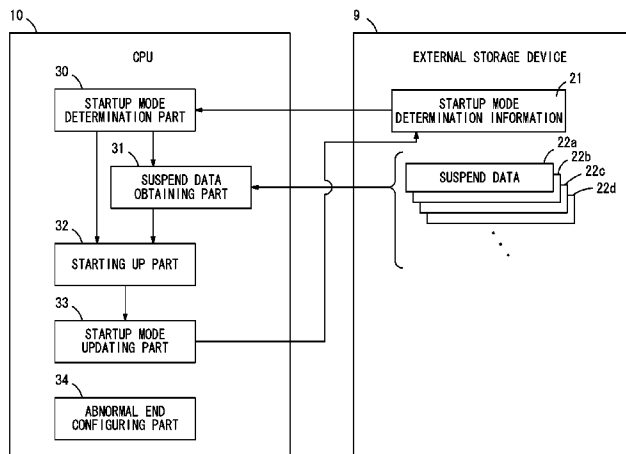 10
CPU
30
STARTUP MODE
DETERMINATION PART
31
SUSPEND DATA
OBTAINING PART
32
STARTING UP PART
33
STARTUP MODE
UPDATING PART
34
ABNORMAL END
CONFIGURING PART
9
EXTERNAL STORAGE DEVICE
21
STARTUP MODE
DETERMINATION INFORMATION
22a
22b
22c
22d
SUSPEND DATA